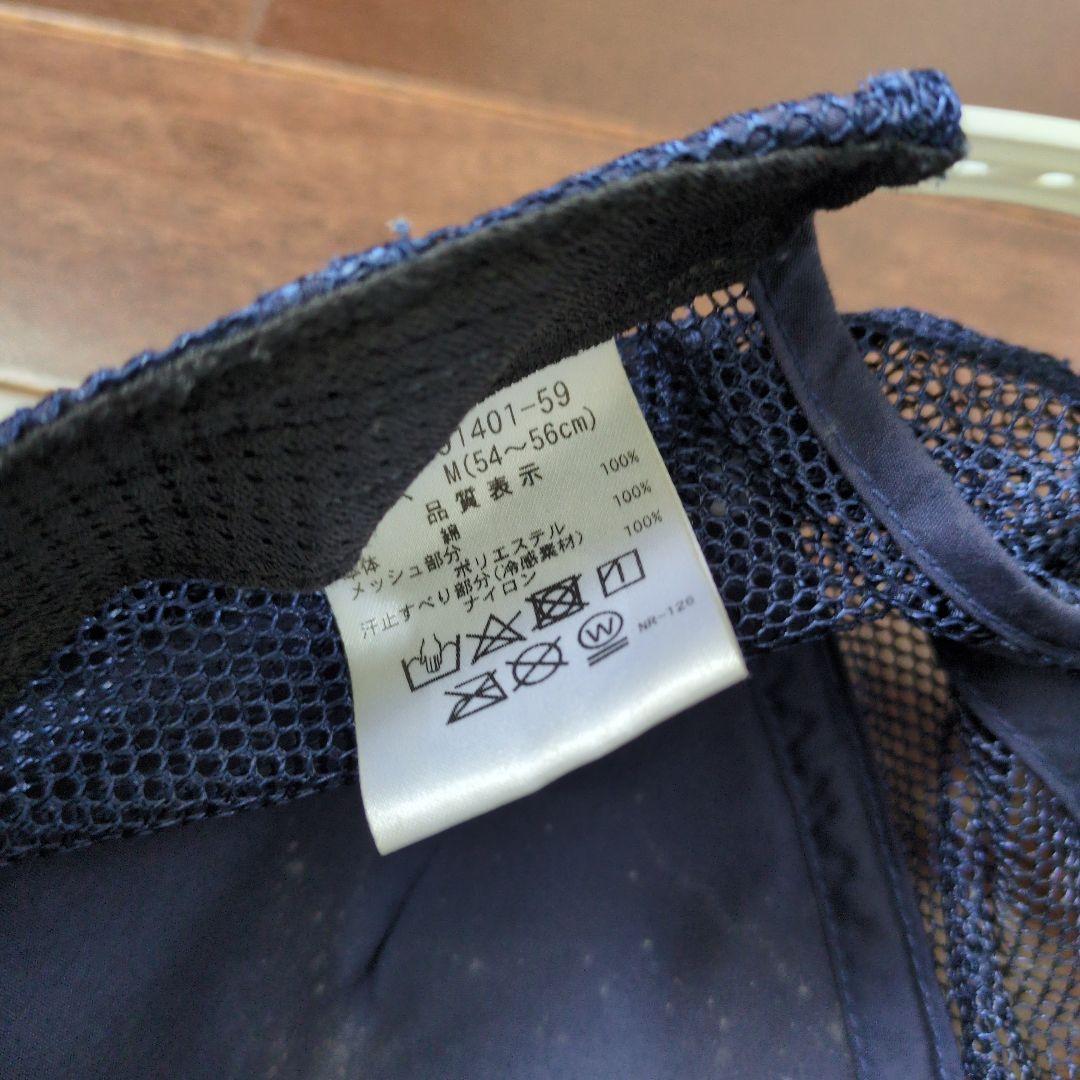 1401-59
M(54～56cm)
品質表示
体 綿 100%
メッシュ部分 ポリエステル 100%
汗止すべり部分(冷感素材) ナイロン 100%
W
NR-126